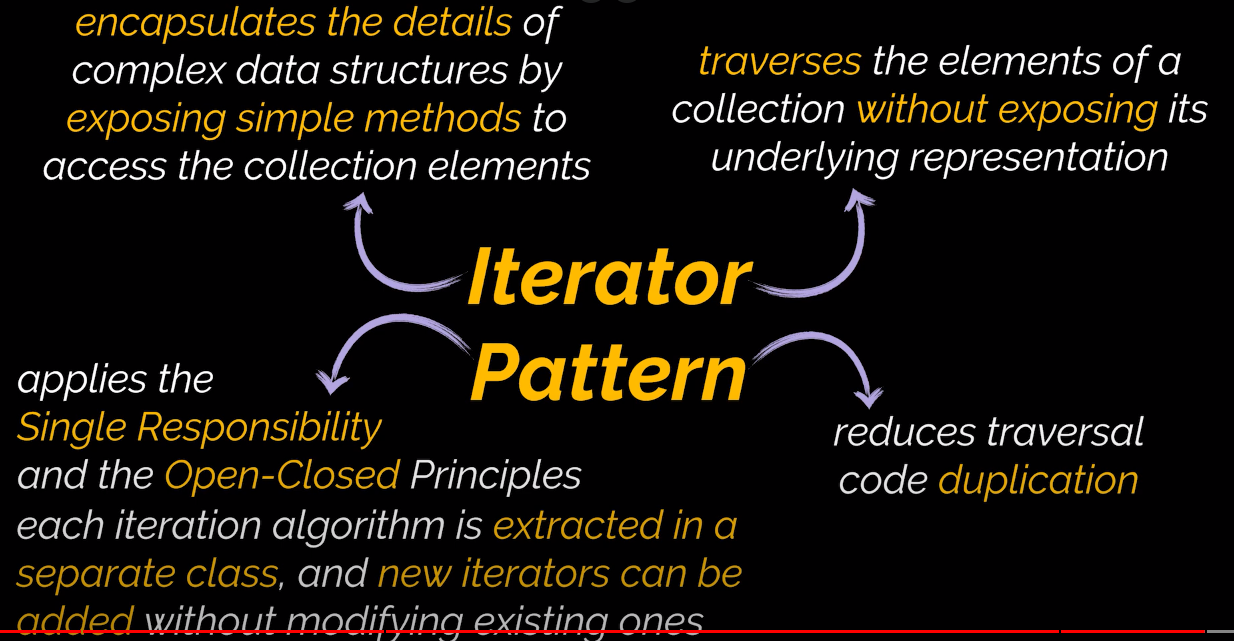 encapsulates the details of
complex data structures by
exposing simple methods to
access the collection elements
traverses the elements of a
collection without exposing its
underlying representation
Iterator
Pattern
applies the
Single Responsibility
and the Open-Closed Principles
each iteration algorithm is extracted in a
separate class, and new iterators can be
added without modifying existing ones
reduces traversal
code duplication